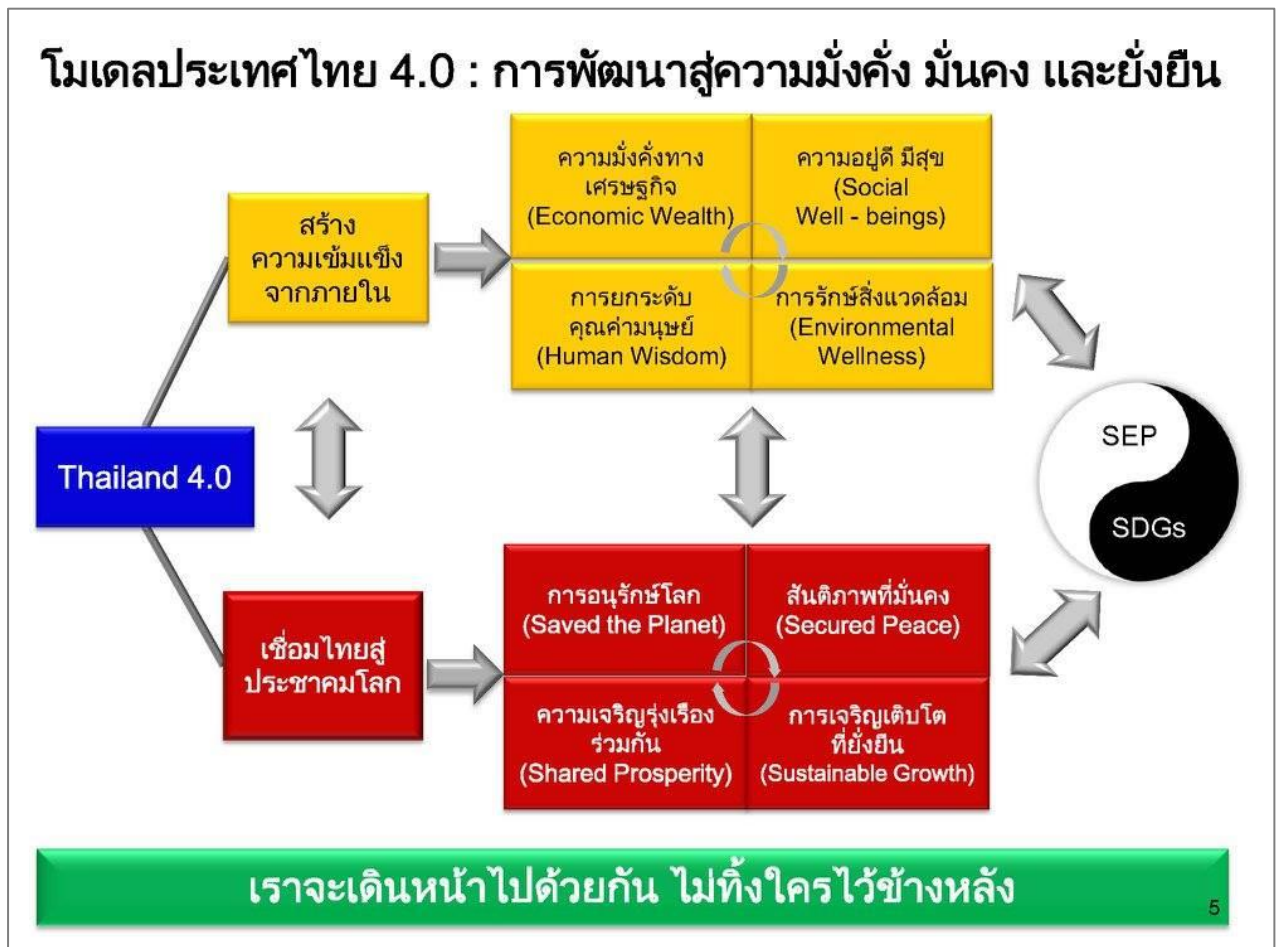 โมเดลประเทศไทย 4.0 : การพัฒนาสู่ความมั่งคั่ง มั่นคง และยั่งยืน
Thailand 4.0
สร้าง
ความเข้มแข็ง
จากภายใน
ความมั่งคั่งทาง
เศรษฐกิจ
(Economic Wealth)
ความอยู่ดี มีสุข
(Social
Well - beings)
การยกระดับ
คุณค่ามนุษย์
(Human Wisdom)
การรักษ์สิ่งแวดล้อม
(Environmental
Wellness)
เชื่อมไทยสู่
ประชาคมโลก
การอนุรักษ์โลก
(Saved the Planet)
สันติภาพที่มั่นคง
(Secured Peace)
ความเจริญรุ่งเรือง
ร่วมกัน
(Shared Prosperity)
การเจริญเติบโต
ที่ยั่งยืน
(Sustainable Growth)
SEP
SDGs
เราจะเดินหน้าไปด้วยกัน ไม่ทิ้งใครไว้ข้างหลัง
5